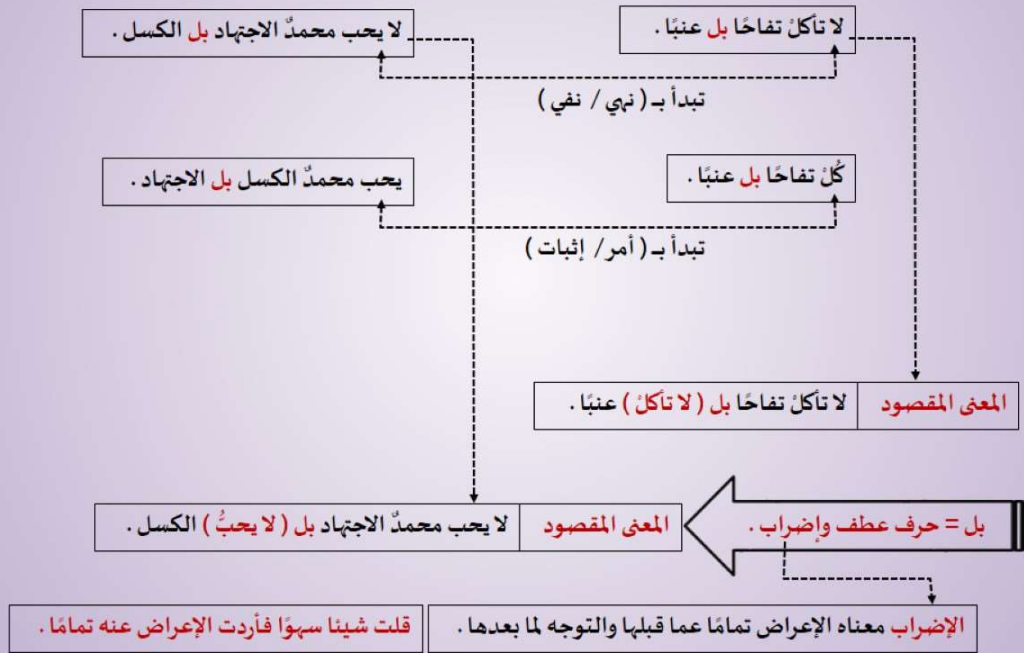 لا تأكلْ تفاحًا بل عنبًا .
لا يحب محمدٌ الاجتهاد بل الكسل .
تبدأ بـ ( نهي / نفي )
كُلْ تفاحًا بل عنبًا .
يحب محمدٌ الكسل بل الاجتهاد .
تبدأ بـ ( أمر / إثبات )
المعنى المقصود لا تأكلْ تفاحًا بل ( لا تأكلْ ) عنبًا .
بل = حرف عطف وإضراب .
المعنى المقصود لا يحب محمدٌ الاجتهاد بل ( لا يحبُّ ) الكسل .
الإضراب معناه الإعراض تمامًا عما قبلها والتوجه لما بعدها .
قلت شيئا سهوًا فأردت الإعراض عنه تمامًا .